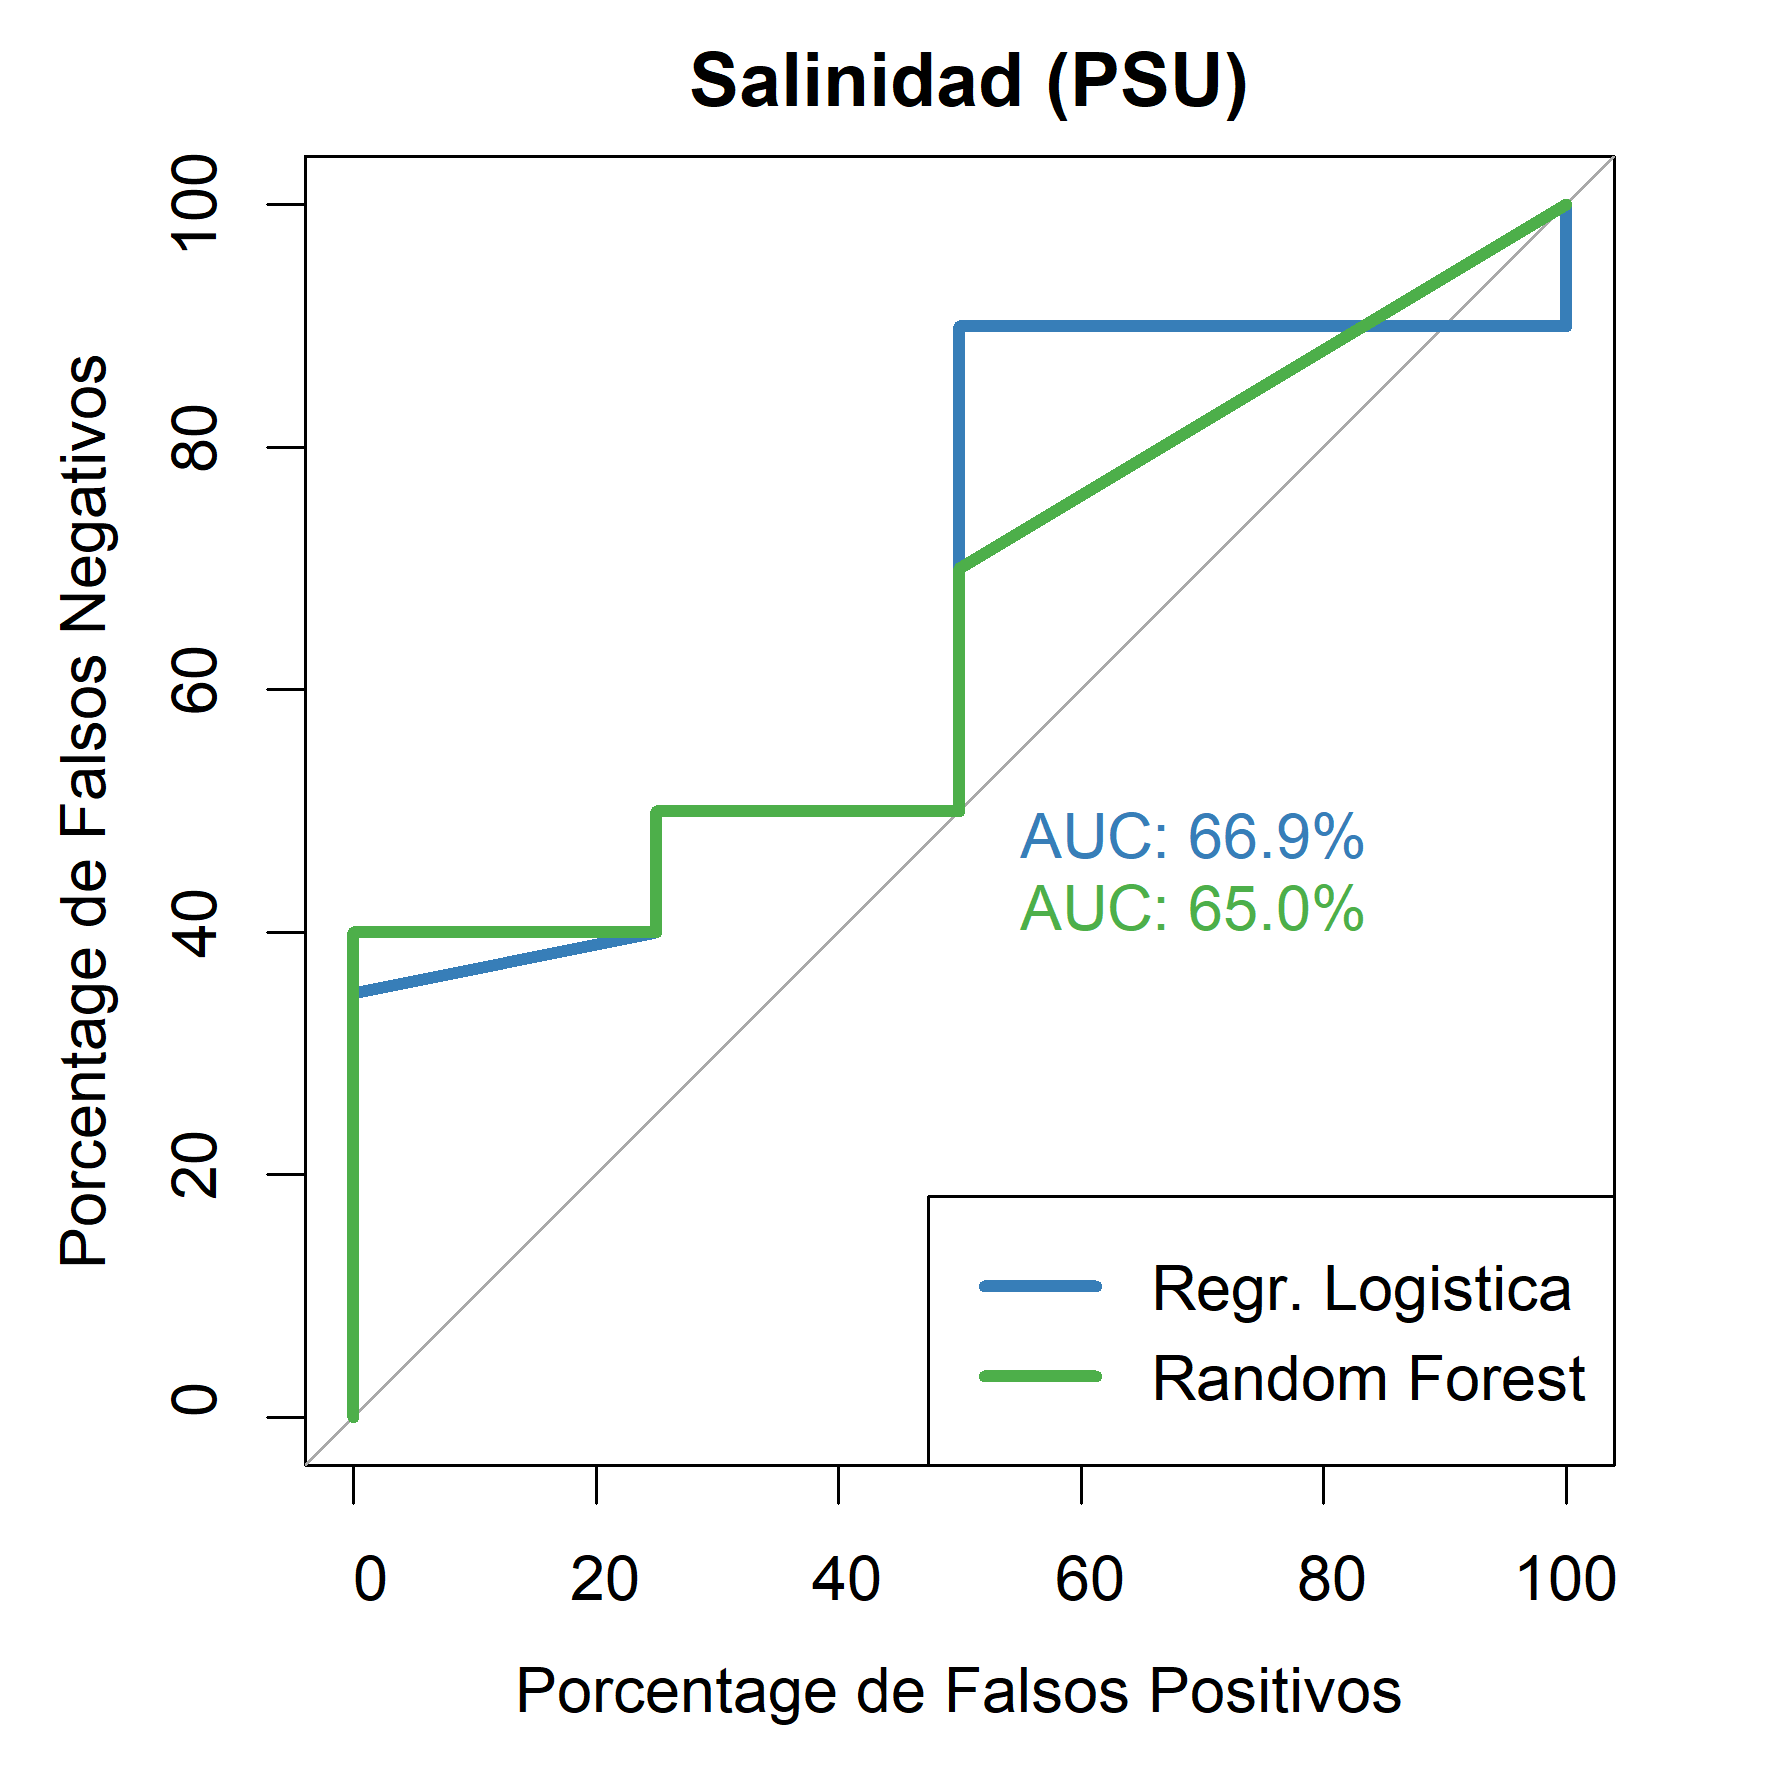 Salinidad (PSU)
Porcentage de Falsos Negativos
100
80
60
40
20
0
AUC: 66.9%
AUC: 65.0%
Regr. Logistica
Random Forest
0 20 40 60 80 100
Porcentage de Falsos Positivos